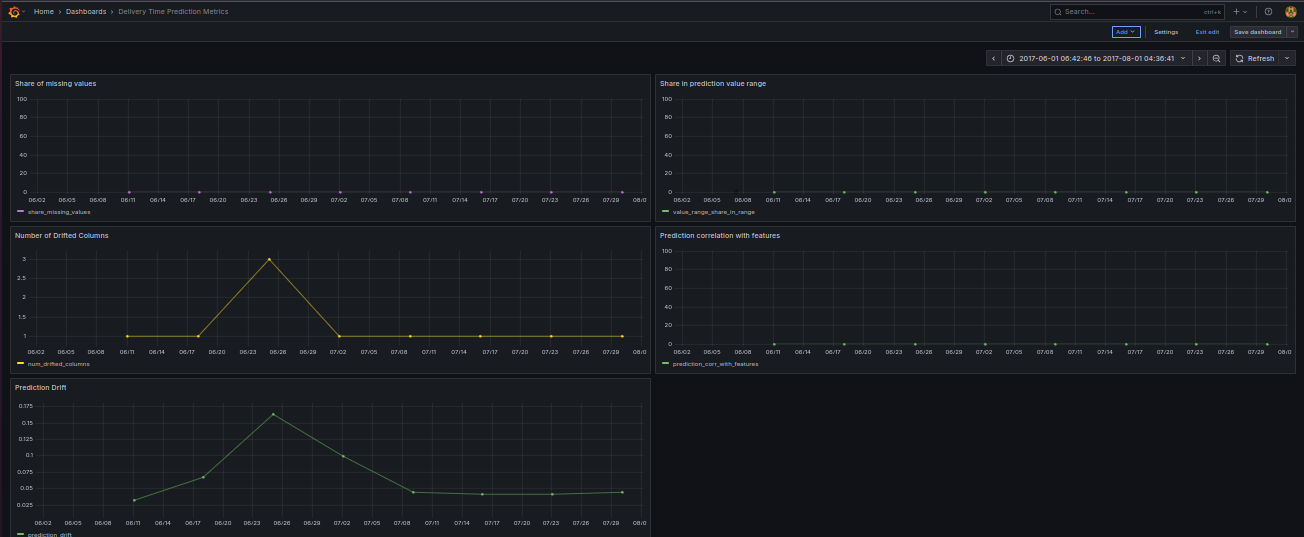 Home > Dashboards > Delivery Time Prediction Metrics
Search... ctrl+k
Add Settings Exit edit Save dashboard
2017-06-01 06:42:46 to 2017-08-01 04:36:41 Refresh
Share of missing values
100
80
60
40
20
0
06/02 06/05 06/08 06/11 06/14 06/17 06/20 06/23 06/26 06/29 07/02 07/05 07/08 07/11 07/14 07/17 07/20 07/23 07/26 07/29 08/0
share_missing_values
Share in prediction value range
100
80
60
40
20
0
06/02 06/05 06/08 06/11 06/14 06/17 06/20 06/23 06/26 06/29 07/02 07/05 07/08 07/11 07/14 07/17 07/20 07/23 07/26 07/29 08/0
value_range_share_in_range
Number of Drifted Columns
3
2.5
2
1.5
1
06/02 06/05 06/08 06/11 06/14 06/17 06/20 06/23 06/26 06/29 07/02 07/05 07/08 07/11 07/14 07/17 07/20 07/23 07/26 07/29 08/0
num_drifted_columns
Prediction correlation with features
100
80
60
40
20
0
06/02 06/05 06/08 06/11 06/14 06/17 06/20 06/23 06/26 06/29 07/02 07/05 07/08 07/11 07/14 07/17 07/20 07/23 07/26 07/29 08/0
prediction_corr_with_features
Prediction Drift
0.175
0.15
0.125
0.1
0.075
0.05
0.025
06/02 06/05 06/08 06/11 06/14 06/17 06/20 06/23 06/26 06/29 07/02 07/05 07/08 07/11 07/14 07/17 07/20 07/23 07/26 07/29 08/0
prediction_drift